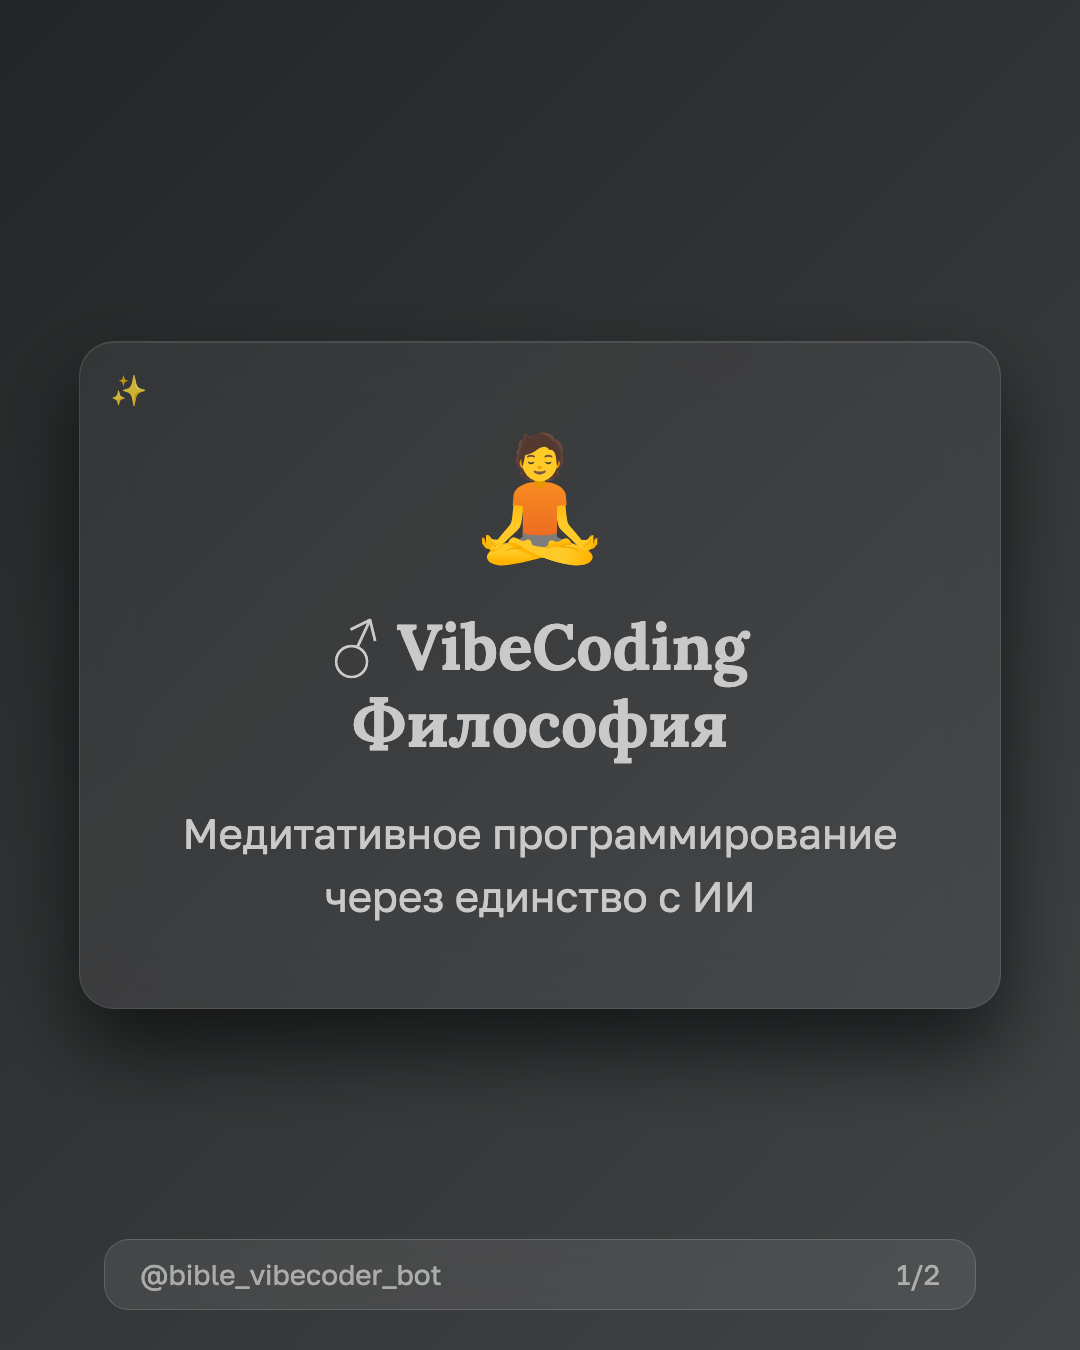 ♂ VibeCoding
Философия
Медитативное программирование
через единство с ИИ
@bible_vibecoder_bot 1/2